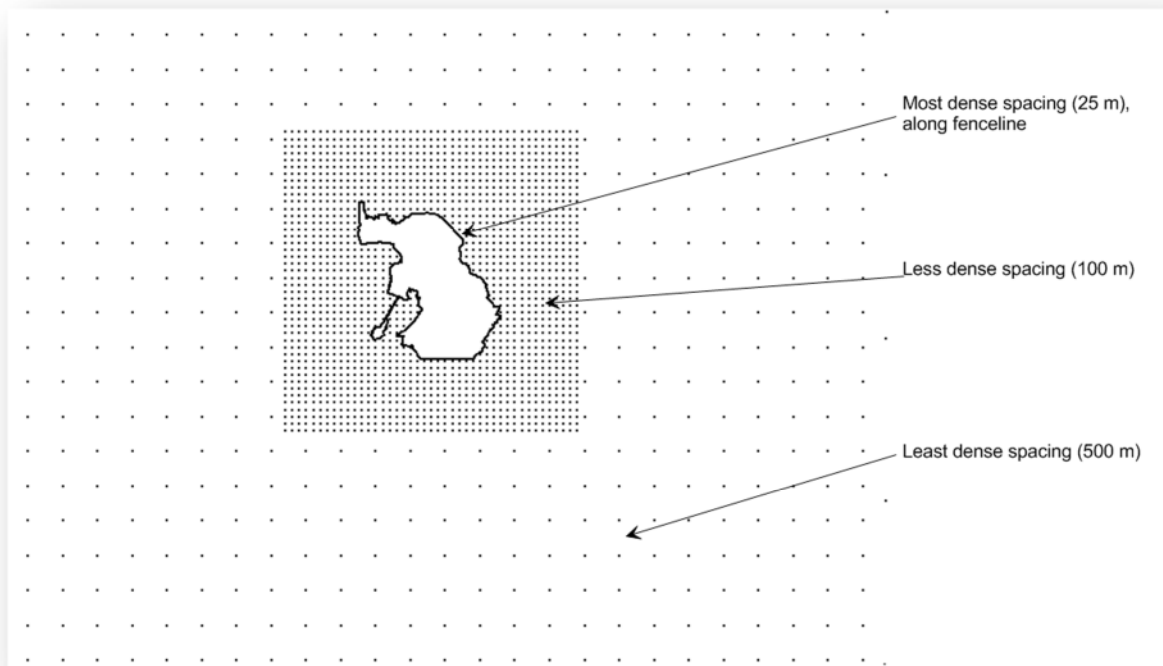 Most dense spacing (25 m),
along fenceline
Less dense spacing (100 m)
Least dense spacing (500 m)